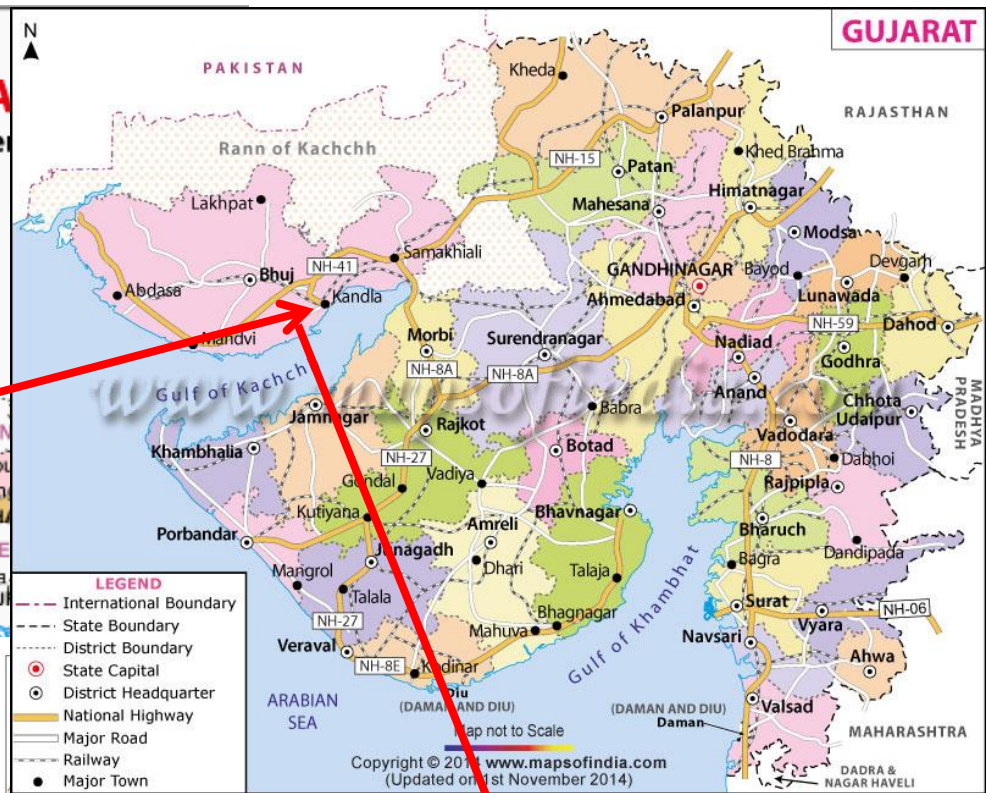 GUJARAT
N
PAKISTAN
Kheda
Palanpur
RAJASTHAN
Rann of Kachchh
NH-15
Patan
Khed Brahma
Himatnagar
Lakhpat
Mahesana
Modsa
Samakhiali
GANDHINAGAR
Bayod
Devgarh
Bhuj
NH-41
Abdasa
Kandla
Ahmedabad
Lunawada
Mandvi
Morbi
Surendranagar
NH-59
Dahod
Nadiad
Godhra
NH-8A
NH-8A
Anand
Gulf of Kachch
www.mapsofindia.com
Chhota
Udaipur
MADHYA
PRADESH
Jamnagar
Babra
Rajkot
Vadodara
Khambhalia
Botad
NH-27
NH-8
Dabhoi
Vadiya
Gondal
Rajpipla
Kutiyana
Amreli
Bhavnagar
Bharuch
Porbandar
Junagadh
Dandipada
Dhari
Bagra
Mangrol
Talaja
Talala
Gulf of Khambhat
Surat
NH-06
Bhagnagar
NH-27
Mahuva
Vyara
Navsari
Veraval
NH-8E
Kodinar
Ahwa
ARABIAN
SEA
Diu
(DAMAN AND DIU)
Valsad
(DAMAN AND DIU)
Daman
MAHARASHTRA
Map not to Scale
DADRA &
NAGAR HAVELI
Copyright © 2014 www.mapsofindia.com
(Updated on 1st November 2014)
LEGEND
International Boundary
State Boundary
District Boundary
State Capital
District Headquarter
National Highway
Major Road
Railway
Major Town